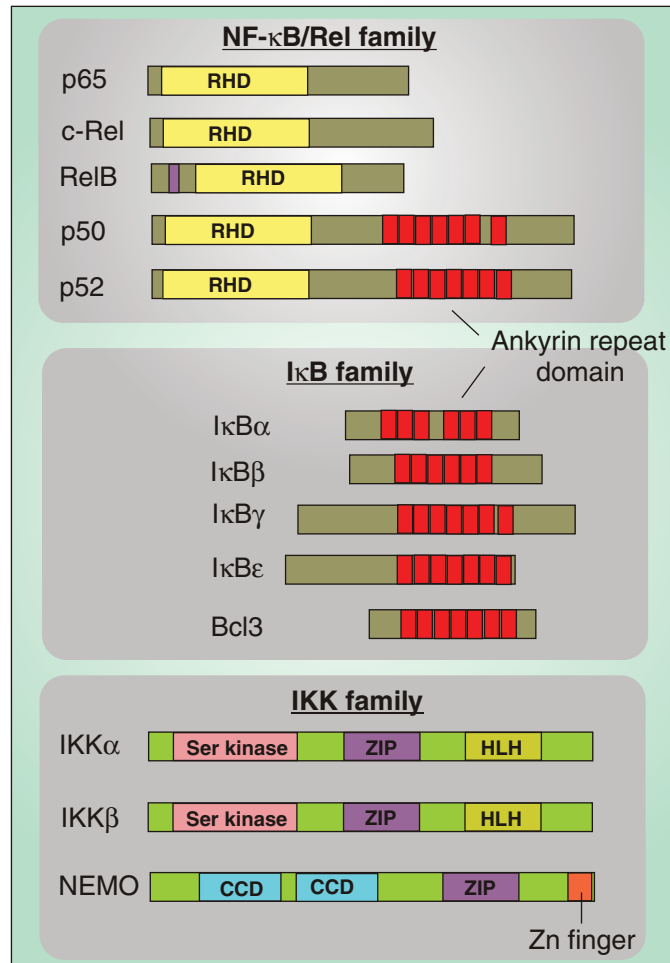 NF-κB/Rel family
p65
RHD
c-Rel
RHD
RelB
RHD
p50
RHD
p52
RHD
Ankyrin repeat
domain
IκB family
IκBα
IκBβ
IκBγ
IκBε
Bcl3
IKK family
IKKα
Ser kinase
ZIP
HLH
IKKβ
Ser kinase
ZIP
HLH
NEMO
CCD
CCD
ZIP
Zn finger